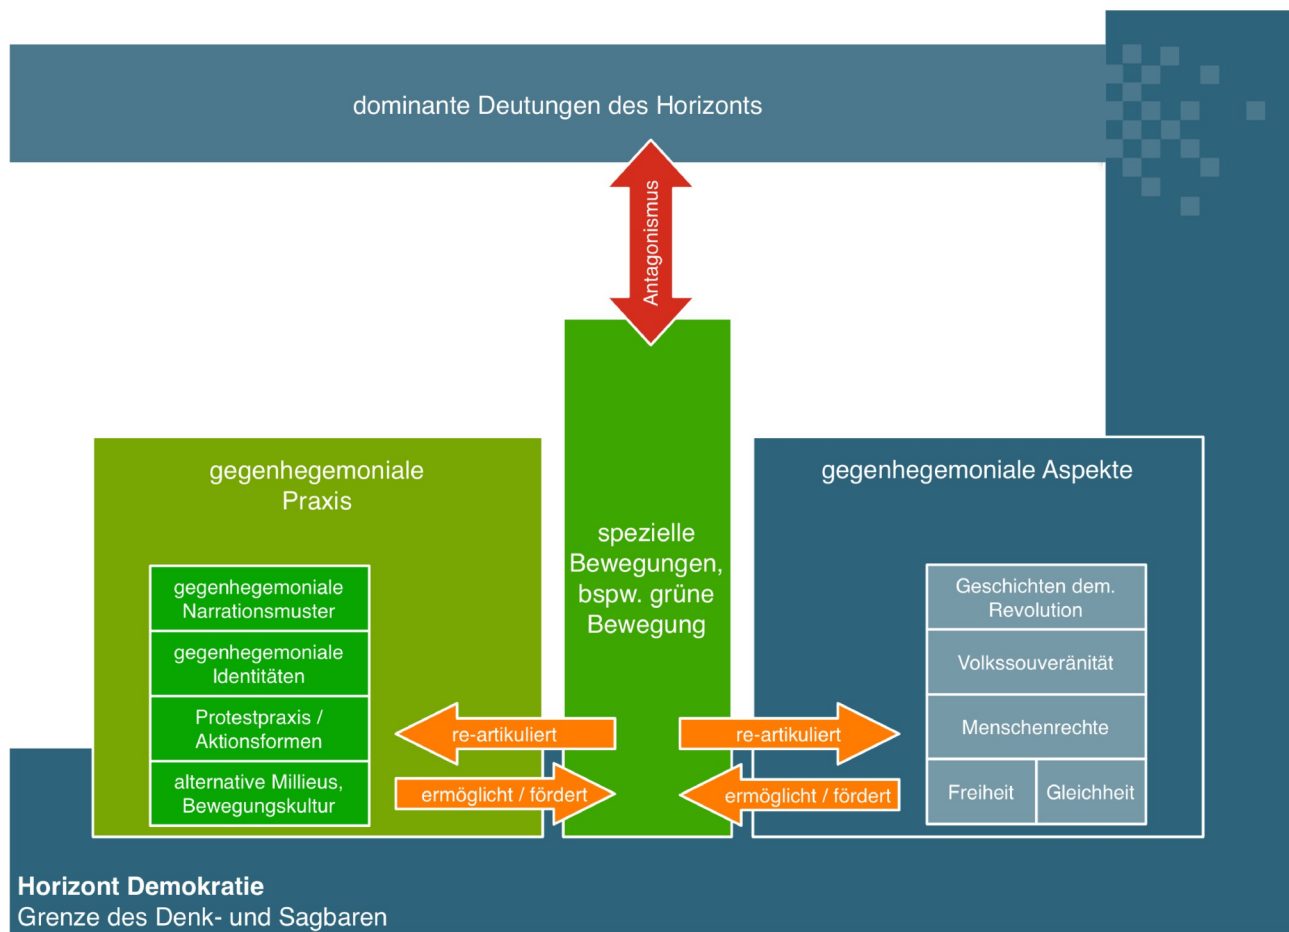 dominante Deutungen des Horizonts
Antagonismus
gegenhegemoniale
Praxis
gegenhegemoniale
Narrationsmuster
gegenhegemoniale
Identitäten
Protestpraxis /
Aktionsformen
alternative Millieus,
Bewegungskultur
spezielle
Bewegungen,
bspw. grüne
Bewegung
re-artikuliert
ermöglicht / fördert
re-artikuliert
ermöglicht / fördert
gegenhegemoniale Aspekte
Geschichten dem.
Revolution
Volkssouveränität
Menschenrechte
Freiheit
Gleichheit
Horizont Demokratie
Grenze des Denk- und Sagbaren